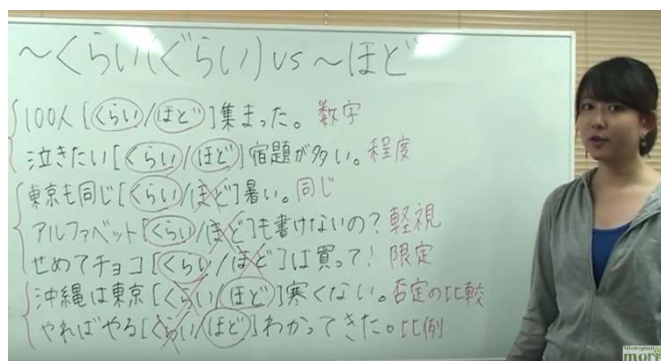 ～くらい(ぐらい)vs～ほど
100人[くらい/ほど]集まった。数字
泣きたい[くらい/ほど]宿題が多い。程度
東京も同じ[くらい/ほど]暑い。同じ
アルファベット[くらい/ほど]も書けないの?軽視
せめてチョコ[くらい/ほど]は買って!限定
沖縄は東京[くらい/ほど]寒くない。否定の比較
やればやる[くらい/ほど]わかってきた。比例
more